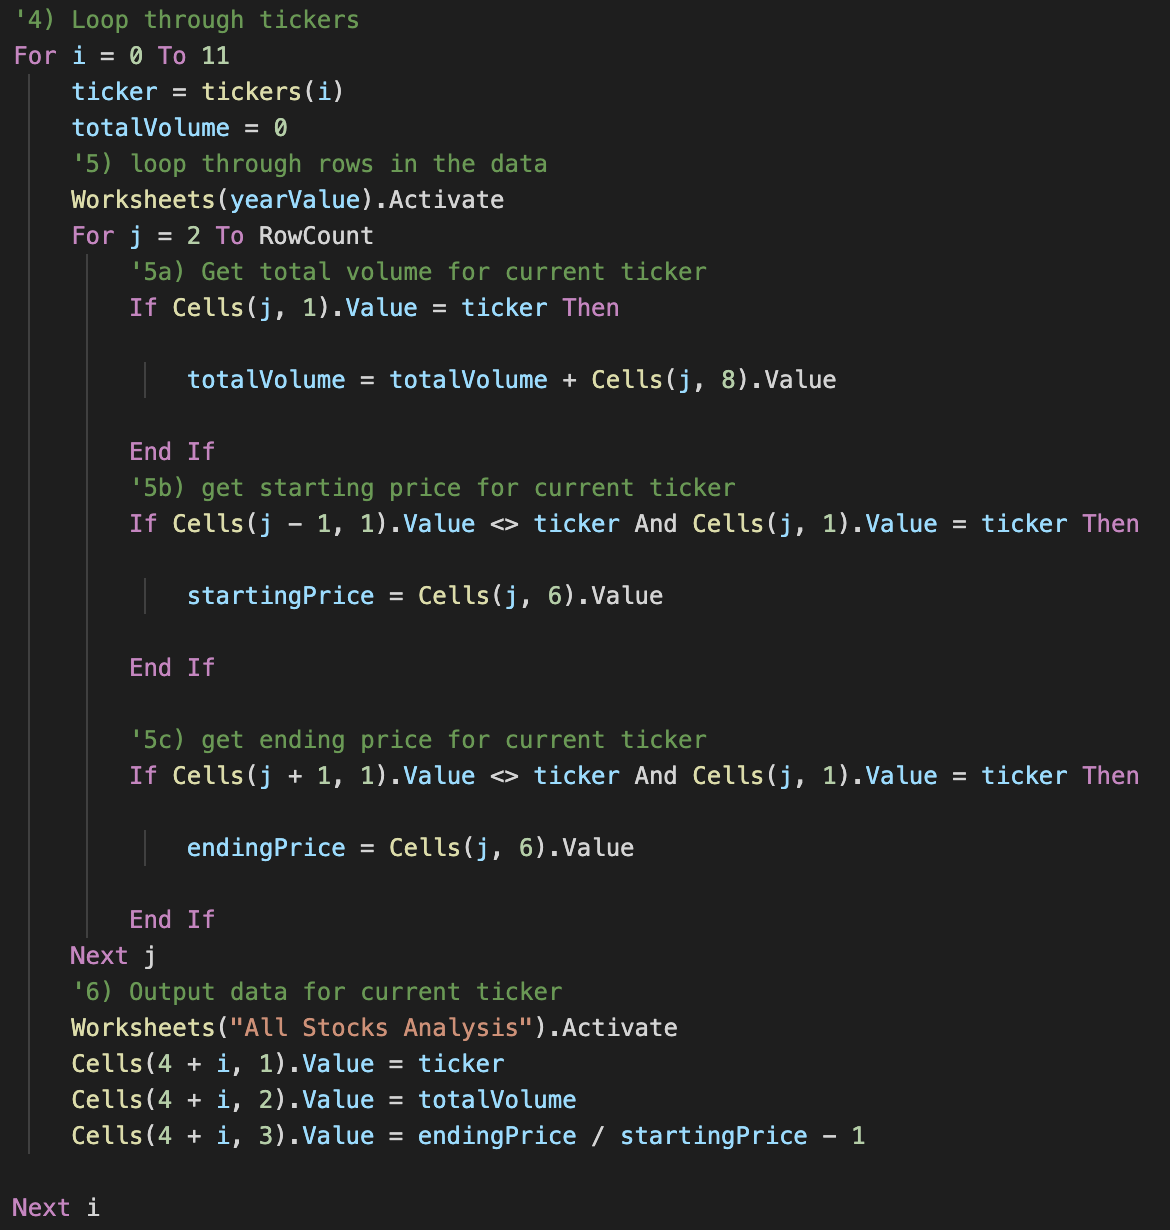 '4) Loop through tickers
For i = 0 To 11
ticker = tickers(i)
totalVolume = 0
'5) loop through rows in the data
Worksheets(yearValue).Activate
For j = 2 To RowCount
'5a) Get total volume for current ticker
If Cells(j, 1).Value = ticker Then
totalVolume = totalVolume + Cells(j, 8).Value
End If
'5b) get starting price for current ticker
If Cells(j - 1, 1).Value <> ticker And Cells(j, 1).Value = ticker Then
startingPrice = Cells(j, 6).Value
End If
'5c) get ending price for current ticker
If Cells(j + 1, 1).Value <> ticker And Cells(j, 1).Value = ticker Then
endingPrice = Cells(j, 6).Value
End If
Next j
'6) Output data for current ticker
Worksheets("All Stocks Analysis").Activate
Cells(4 + i, 1).Value = ticker
Cells(4 + i, 2).Value = totalVolume
Cells(4 + i, 3).Value = endingPrice / startingPrice - 1
Next i